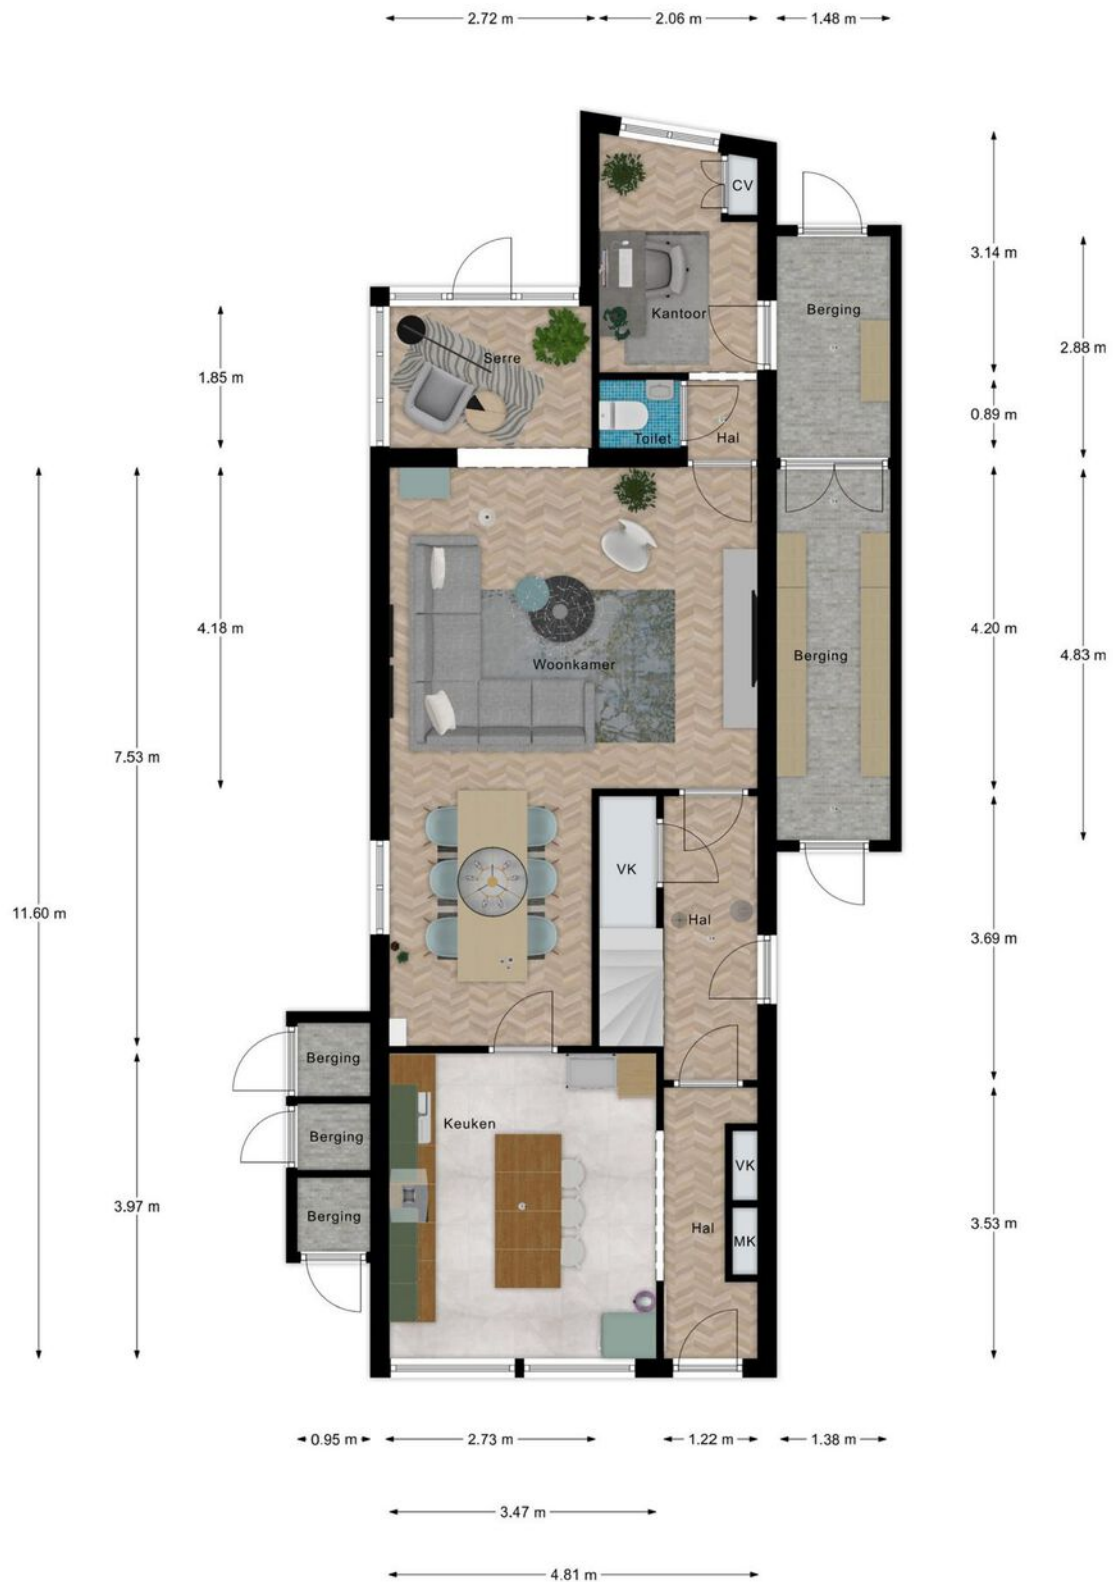 2.72 m
2.06 m
1.48 m
CV
3.14 m
Berging
Kantoor
2.88 m
Serre
1.85 m
0.89 m
Toilet
Hal
4.18 m
4.20 m
Berging
4.83 m
Woonkamer
7.53 m
VK
11.60 m
Hal
3.69 m
Berging
Keuken
Berging
VK
3.97 m
Berging
Hal
3.53 m
MK
0.95 m
2.73 m
1.22 m
1.38 m
3.47 m
4.81 m